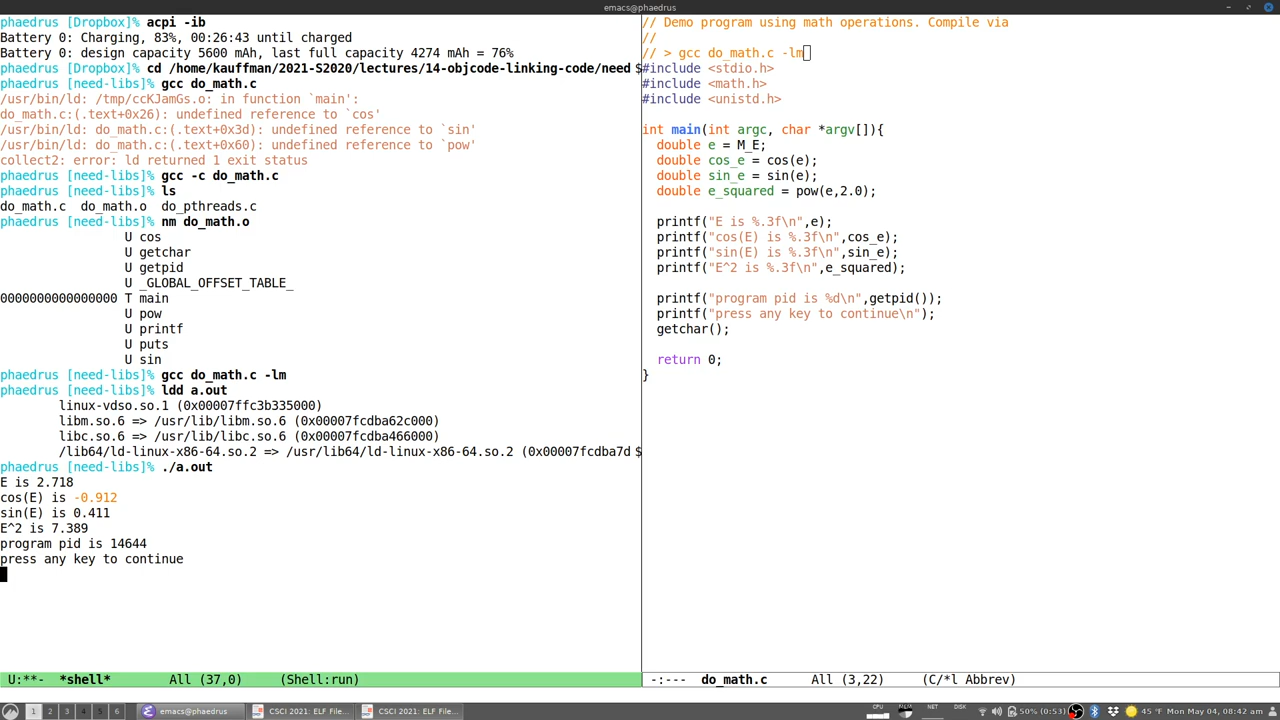 emacs@phaedrus
phaedrus [Dropbox]% acpi -ib
Battery 0: Charging, 83%, 00:26:43 until charged
Battery 0: design capacity 5600 mAh, last full capacity 4274 mAh = 76%
phaedrus [Dropbox]% cd /home/kauffman/2021-S2020/lectures/14-objcode-linking-code/need $
phaedrus [need-libs]% gcc do_math.c
/usr/bin/ld: /tmp/ccKJamGs.o: in function `main':
do_math.c:(.text+0x26): undefined reference to `cos'
/usr/bin/ld: do_math.c:(.text+0x3d): undefined reference to `sin'
/usr/bin/ld: do_math.c:(.text+0x60): undefined reference to `pow'
collect2: error: ld returned 1 exit status
phaedrus [need-libs]% gcc -c do_math.c
phaedrus [need-libs]% ls
do_math.c  do_math.o  do_pthreads.c
phaedrus [need-libs]% nm do_math.o
                 U cos
                 U getchar
                 U getpid
                 U _GLOBAL_OFFSET_TABLE_
0000000000000000 T main
                 U pow
                 U printf
                 U puts
                 U sin
phaedrus [need-libs]% gcc do_math.c -lm
phaedrus [need-libs]% ldd a.out
        linux-vdso.so.1 (0x00007ffc3b335000)
        libm.so.6 => /usr/lib/libm.so.6 (0x00007fcdba62c000)
        libc.so.6 => /usr/lib/libc.so.6 (0x00007fcdba466000)
        /lib64/ld-linux-x86-64.so.2 => /usr/lib64/ld-linux-x86-64.so.2 (0x00007fcdba7d $
phaedrus [need-libs]% ./a.out
E is 2.718
cos(E) is -0.912
sin(E) is 0.411
E^2 is 7.389
program pid is 14644
press any key to continue
U:**-  *shell*        All (37,0)     (Shell:run)
// Demo program using math operations. Compile via
//
// > gcc do_math.c -lm
#include <stdio.h>
#include <math.h>
#include <unistd.h>

int main(int argc, char *argv[]){
  double e = M_E;
  double cos_e = cos(e);
  double sin_e = sin(e);
  double e_squared = pow(e,2.0);

  printf("E is %.3f\n",e);
  printf("cos(E) is %.3f\n",cos_e);
  printf("sin(E) is %.3f\n",sin_e);
  printf("E^2 is %.3f\n",e_squared);

  printf("program pid is %d\n",getpid());
  printf("press any key to continue\n");
  getchar();

  return 0;
}
-:---  do_math.c      All (3,22)     (C/*l Abbrev)
1 2 3 4 5 6 emacs@phaedrus CSCI 2021: ELF File... CSCI 2021: ELF File... CPU MEM NET DISK 50% (0:53) 45 °F Mon May 04, 08:42 am